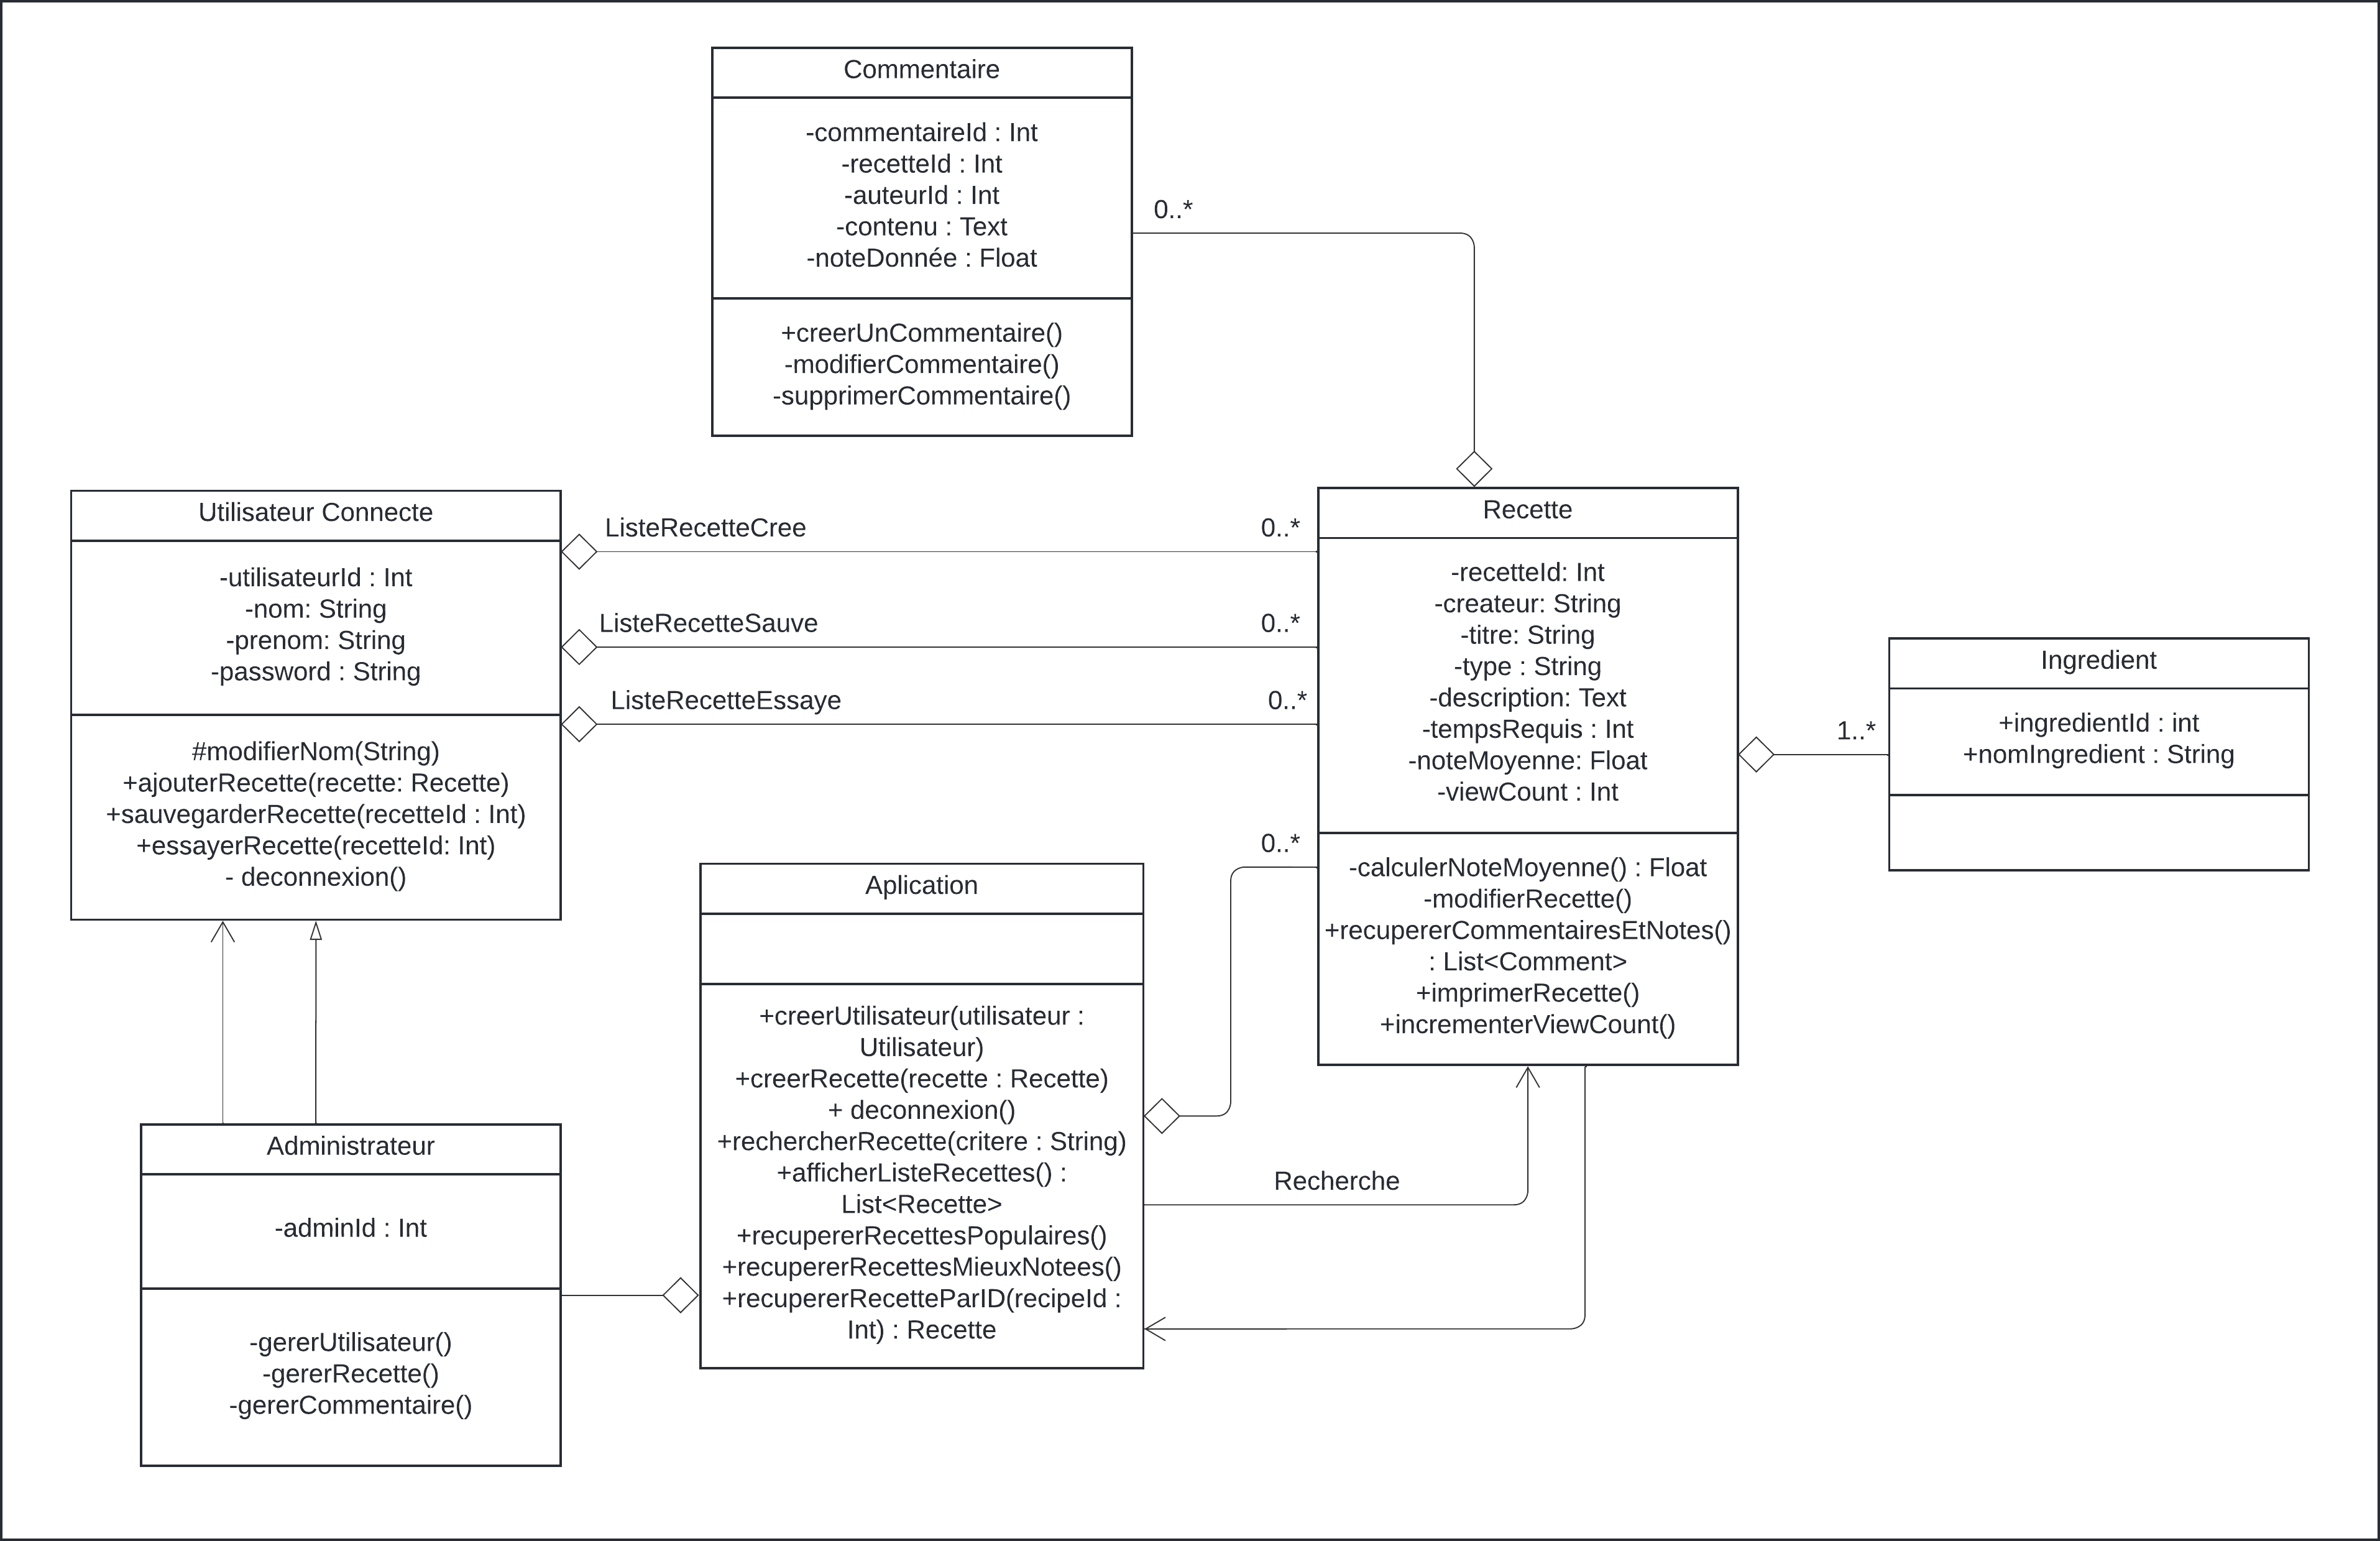 Commentaire
-commentaireId : Int
-recetteId : Int
-auteurId : Int
-contenu : Text
-noteDonnée : Float
+creerUnCommentaire()
-modifierCommentaire()
-supprimerCommentaire()
0..*
Utilisateur Connecte
-utilisateurId : Int
-nom: String
-prenom: String
-password : String
#modifierNom(String)
+ajouterRecette(recette: Recette)
+sauvegarderRecette(recetteId : Int)
+essayerRecette(recetteId: Int)
- deconnexion()
ListeRecetteCree
0..*
ListeRecetteSauve
0..*
ListeRecetteEssaye
0..*
Recette
-recetteId: Int
-createur: String
-titre: String
-type : String
-description: Text
-tempsRequis : Int
-noteMoyenne: Float
-viewCount : Int
-calculerNoteMoyenne() : Float
-modifierRecette()
+recupererCommentairesEtNotes()
: List<Comment>
+imprimerRecette()
+incrementerViewCount()
1..*
Ingredient
+ingredientId : int
+nomIngredient : String
0..*
Aplication
+creerUtilisateur(utilisateur :
Utilisateur)
+creerRecette(recette : Recette)
+ deconnexion()
+rechercherRecette(critere : String)
+afficherListeRecettes() :
List<Recette>
+recupererRecettesPopulaires()
+recupererRecettesMieuxNotees()
+recupererRecetteParID(recipeId :
Int) : Recette
Recherche
Administrateur
-adminId : Int
-gererUtilisateur()
-gererRecette()
-gererCommentaire()